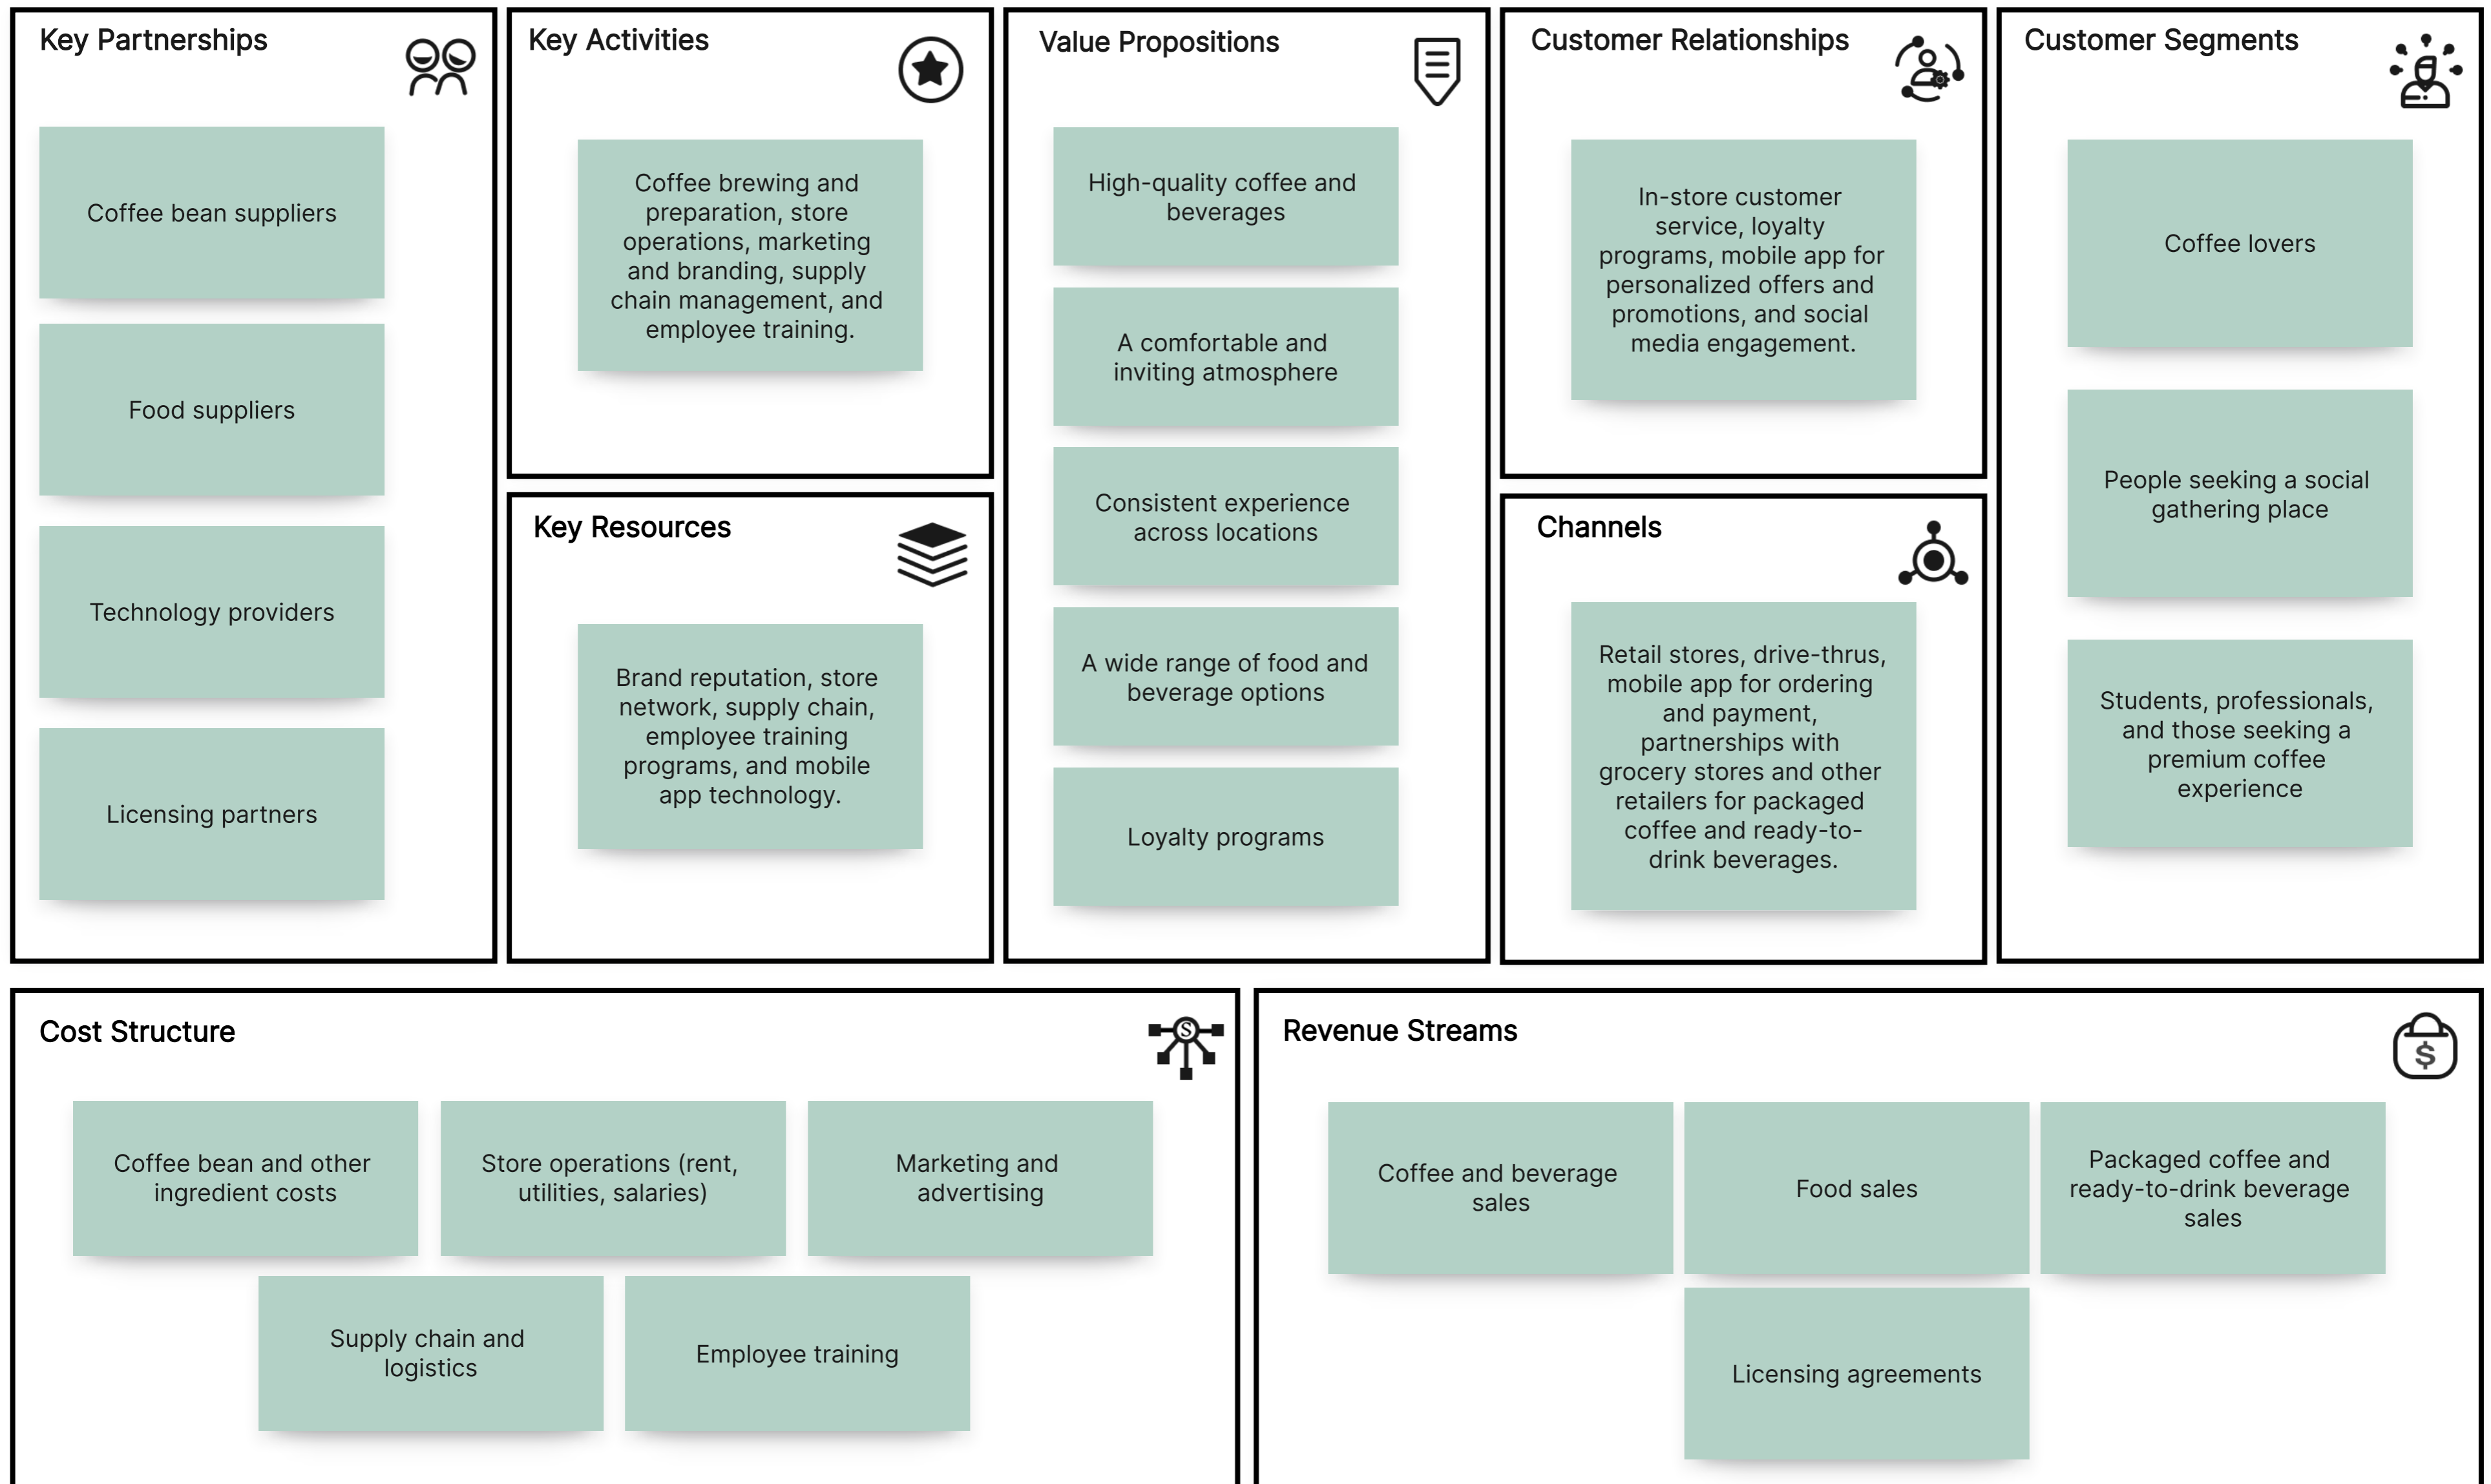 Key Partnerships
Coffee bean suppliers
Food suppliers
Technology providers
Licensing partners
Key Activities
Coffee brewing and
preparation, store
operations, marketing
and branding, supply
chain management, and
employee training.
Key Resources
Brand reputation, store
network, supply chain,
employee training
programs, and mobile
app technology.
Value Propositions
High-quality coffee and
beverages
A comfortable and
inviting atmosphere
Consistent experience
across locations
A wide range of food and
beverage options
Loyalty programs
Customer Relationships
In-store customer
service, loyalty
programs, mobile app for
personalized offers and
promotions, and social
media engagement.
Channels
Retail stores, drive-thrus,
mobile app for ordering
and payment,
partnerships with
grocery stores and other
retailers for packaged
coffee and ready-to-
drink beverages.
Customer Segments
Coffee lovers
People seeking a social
gathering place
Students, professionals,
and those seeking a
premium coffee
experience
Cost Structure
S
Coffee bean and other
ingredient costs
Store operations (rent,
utilities, salaries)
Marketing and
advertising
Supply chain and
logistics
Employee training
Revenue Streams
$
Coffee and beverage
sales
Food sales
Packaged coffee and
ready-to-drink beverage
sales
Licensing agreements